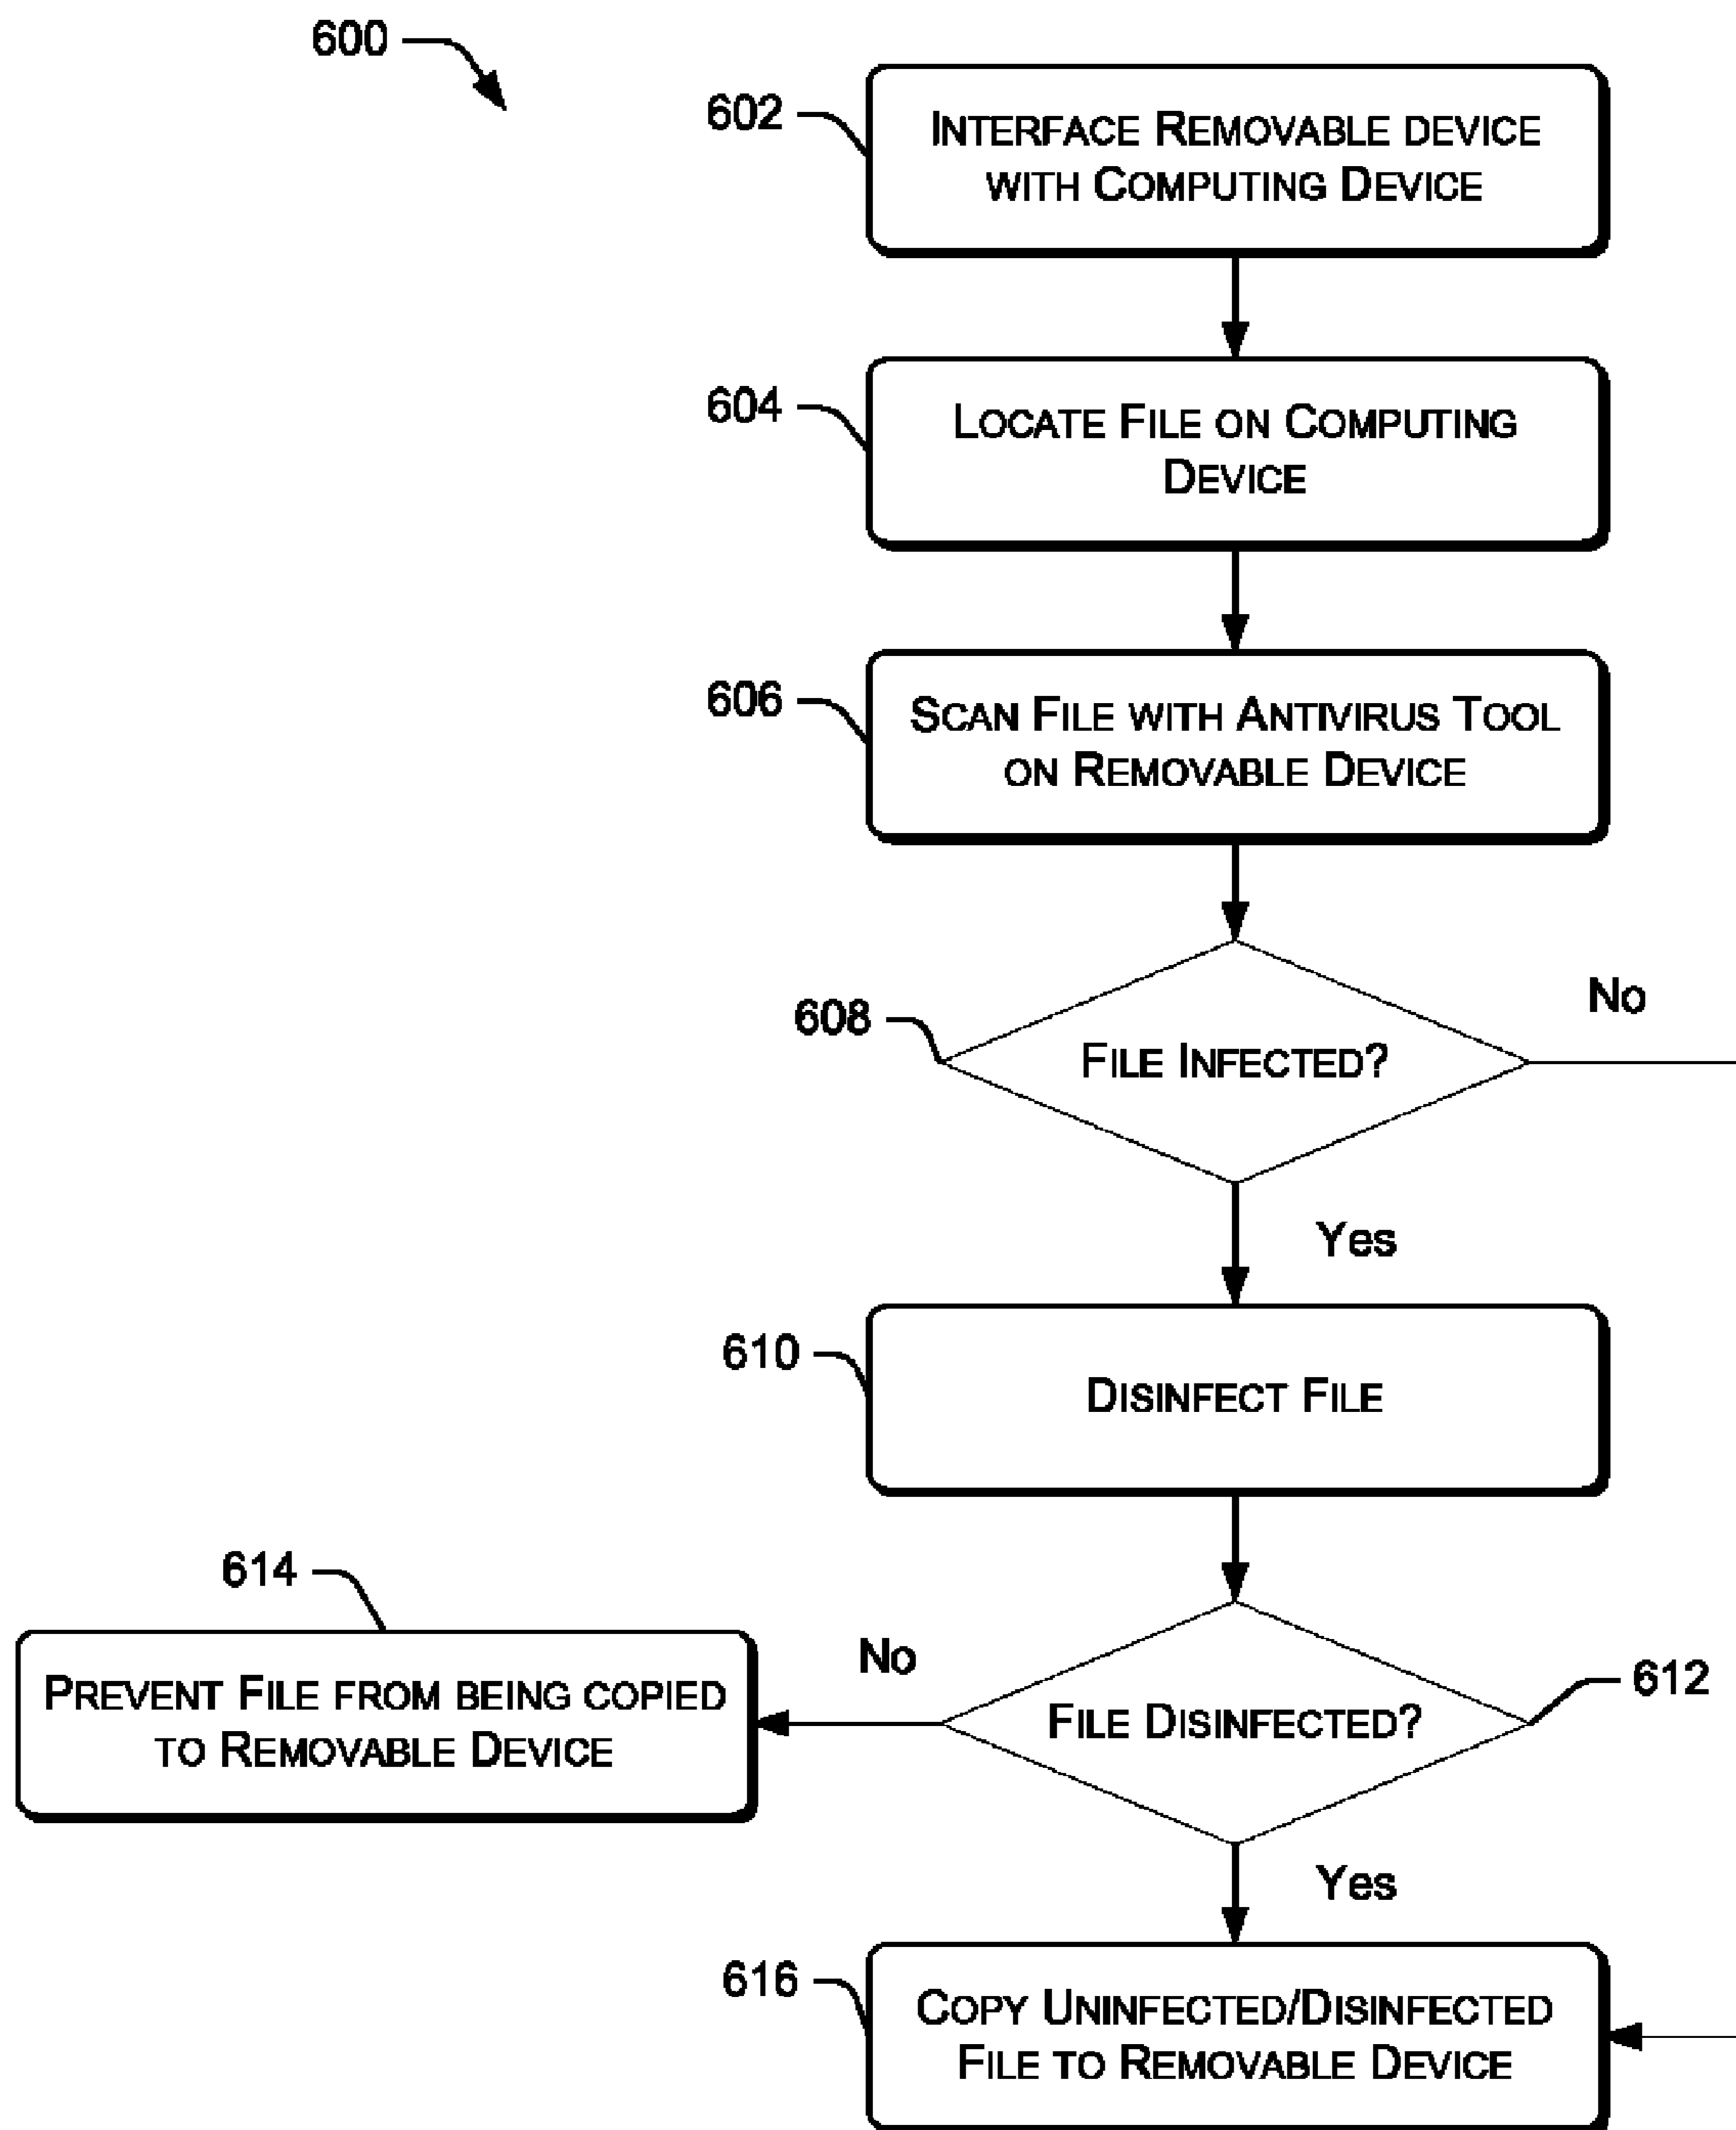 600
602
INTERFACE REMOVABLE DEVICE
WITH COMPUTING DEVICE
604
LOCATE FILE ON COMPUTING
DEVICE
606
SCAN FILE WITH ANTIVIRUS TOOL
ON REMOVABLE DEVICE
608
FILE INFECTED?
No
Yes
610
DISINFECT FILE
614
PREVENT FILE FROM BEING COPIED
TO REMOVABLE DEVICE
No
FILE DISINFECTED?
612
Yes
616
COPY UNINFECTED/DISINFECTED
FILE TO REMOVABLE DEVICE